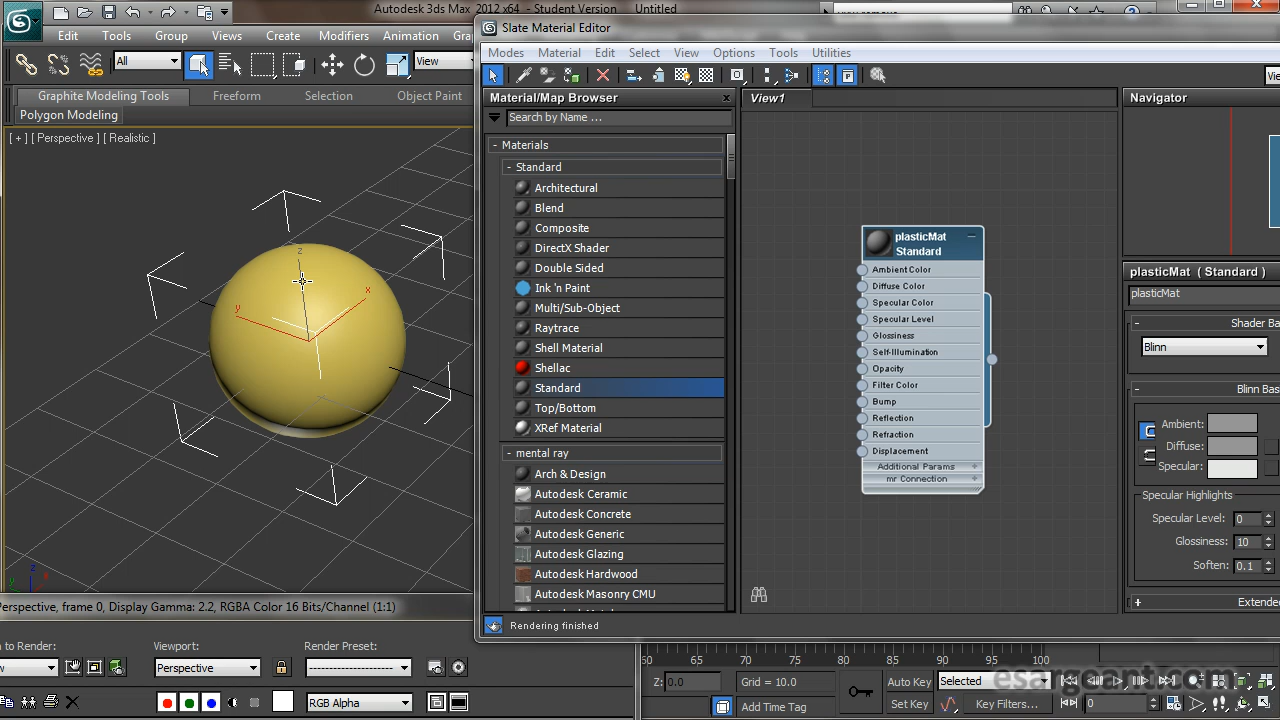 Autodesk 3ds Max 2012 x64 - Student Version Untitled
Edit Tools Group Views Create Modifiers Animation
All
View
Graphite Modeling Tools Freeform Selection Object Paint
Polygon Modeling
[ + ] [ Perspective ] [ Realistic ]
z
x
y
z
x
y
Perspective, frame 0, Display Gamma: 2.2, RGBA Color 16 Bits/Channel (1:1)
to Render: Viewport: Render Preset:
Perspective
RGB Alpha
Slate Material Editor
Modes Material Edit Select View Options Tools Utilities
Material/Map Browser
Search by Name ...
- Materials
- Standard
Architectural
Blend
Composite
DirectX Shader
Double Sided
Ink 'n Paint
Multi/Sub-Object
Raytrace
Shell Material
Shellac
Standard
Top/Bottom
XRef Material
- mental ray
Arch & Design
Autodesk Ceramic
Autodesk Concrete
Autodesk Generic
Autodesk Glazing
Autodesk Hardwood
Autodesk Masonry CMU
Rendering finished
View1
plasticMat
Standard
Ambient Color
Diffuse Color
Specular Color
Specular Level
Glossiness
Self-Illumination
Opacity
Filter Color
Bump
Reflection
Refraction
Displacement
Additional Params +
mr Connection +
Navigator
plasticMat ( Standard )
plasticMat
- Shader Ba
Blinn
- Blinn Bas
Ambient:
Diffuse:
Specular:
Specular Highlights
Specular Level: 0
Glossiness: 10
Soften: 0.1
+ Extended
60 65 70 75 80 85 90 95 100
Z: 0.0 Grid = 10.0 Auto Key Selected
Add Time Tag Set Key Key Filters... 0
esargeant.com